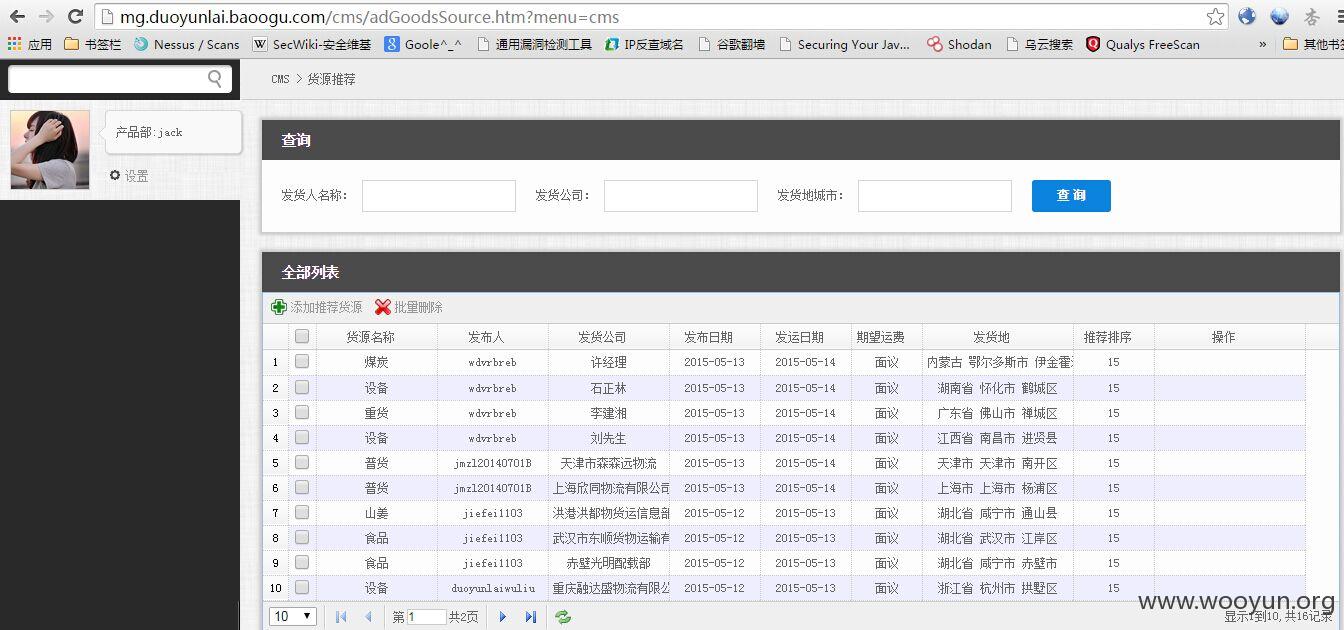 mg.duoyunlai.baoogu.com/cms/adGoodsSource.htm?menu=cms
应用 书签栏 Nessus / Scans SecWiki-安全维基 Goole^_^ 通用漏洞检测工具 IP反查域名 谷歌翻墙 Securing Your Jav... Shodan 乌云搜索 Qualys FreeScan » 其他书签
CMS > 货源推荐
产品部:jack
设置
查询
发货人名称: 发货公司: 发货地城市: 查 询
全部列表
添加推荐货源 批量删除
货源名称 发布人 发货公司 发布日期 发运日期 期望运费 发货地 推荐排序 操作
1 煤炭 wdvrbreb 许经理 2015-05-13 2015-05-14 面议 内蒙古 鄂尔多斯市 伊金霍 15
2 设备 wdvrbreb 石正林 2015-05-13 2015-05-14 面议 湖南省 怀化市 鹤城区 15
3 重货 wdvrbreb 李建湘 2015-05-13 2015-05-14 面议 广东省 佛山市 禅城区 15
4 设备 wdvrbreb 刘先生 2015-05-13 2015-05-14 面议 江西省 南昌市 进贤县 15
5 普货 jmzl20140701B 天津市森森远物流 2015-05-13 2015-05-14 面议 天津市 天津市 南开区 15
6 普货 jmzl20140701B 上海欣同物流有限公司 2015-05-13 2015-05-14 面议 上海市 上海市 杨浦区 15
7 山姜 jiefei1103 洪港洪都物货运信息部 2015-05-12 2015-05-13 面议 湖北省 咸宁市 通山县 15
8 食品 jiefei1103 武汉市东顺货物运输有 2015-05-12 2015-05-13 面议 湖北省 武汉市 江岸区 15
9 食品 jiefei1103 赤壁光明配载部 2015-05-12 2015-05-13 面议 湖北省 咸宁市 赤壁市 15
10 设备 duoyunlaiwuliu 重庆融达盛物流有限公 2015-05-12 2015-05-13 面议 浙江省 杭州市 拱墅区 15
10 第 1 共2页 显示1到10,共16记录
www.wooyun.org